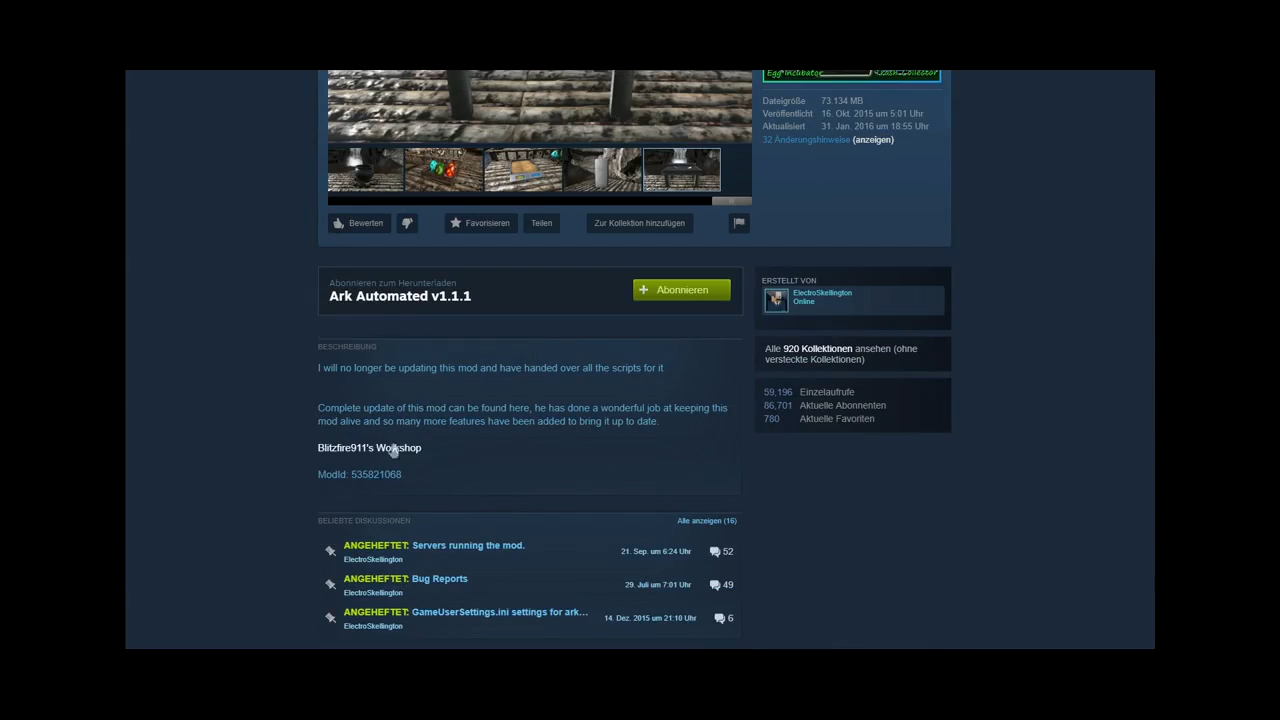 Egg Incubator
Dateigröße 73.134 MB
Veröffentlicht 16. Okt. 2015 um 5:01 Uhr
Aktualisiert 31. Jan. 2016 um 18:55 Uhr
32 Änderungshinweise (anzeigen)
Bewerten
Favorisieren
Teilen
Zur Kollektion hinzufügen
Abonnieren zum Herunterladen
Ark Automated v1.1.1
Abonnieren
ERSTELLT VON
ElectroSkellington
Online
Alle 920 Kollektionen ansehen (ohne
versteckte Kollektionen)
59,196 Einzelaufrufe
86,701 Aktuelle Abonnenten
780 Aktuelle Favoriten
BESCHREIBUNG
I will no longer be updating this mod and have handed over all the scripts for it
Complete update of this mod can be found here, he has done a wonderful job at keeping this
mod alive and so many more features have been added to bring it up to date.
Blitzfire911's Workshop
ModId: 535821068
BELIEBTE DISKUSSIONEN
Alle anzeigen (16)
ANGEHEFTET: Servers running the mod.
ElectroSkellington
21. Sep. um 6:24 Uhr
52
ANGEHEFTET: Bug Reports
ElectroSkellington
29. Juli um 7:01 Uhr
49
ANGEHEFTET: GameUserSettings.ini settings for ark...
ElectroSkellington
14. Dez. 2015 um 21:10 Uhr
6